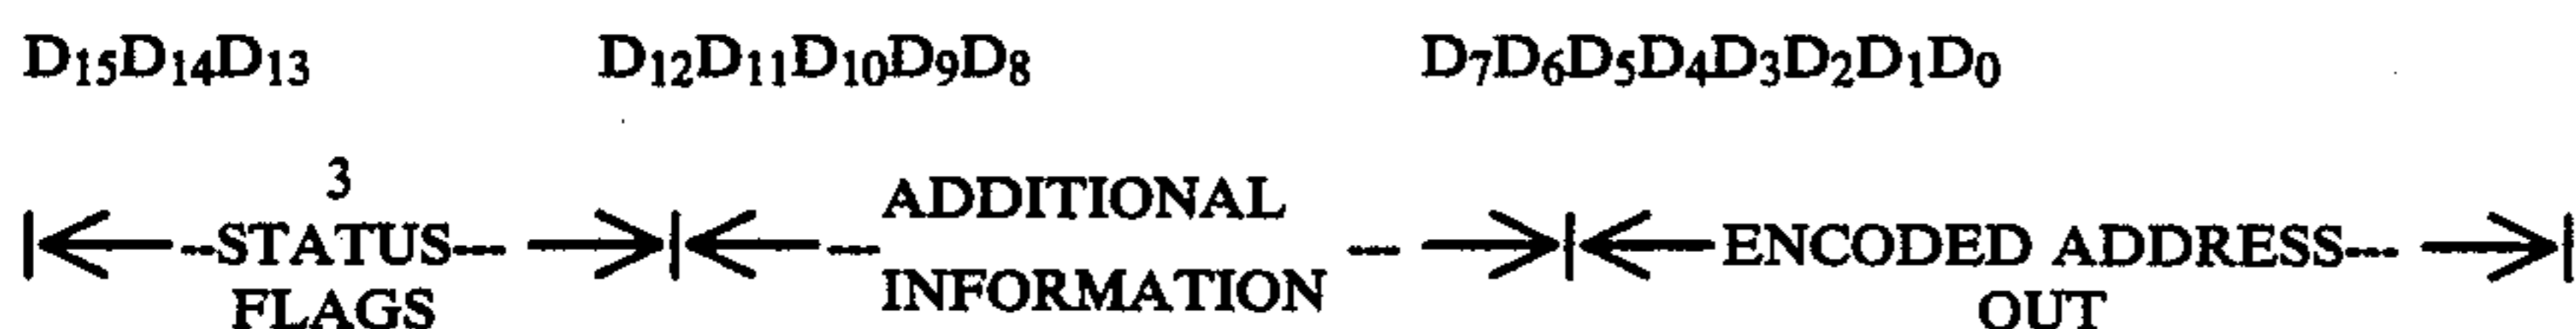 D15D14D13 D12D11D10D9D8 D7D6D5D4D3D2D1D0
3 ADDITIONAL
|<---STATUS--- --->|<--- --- --->|<---ENCODED ADDRESS--- --->|
FLAGS INFORMATION OUT